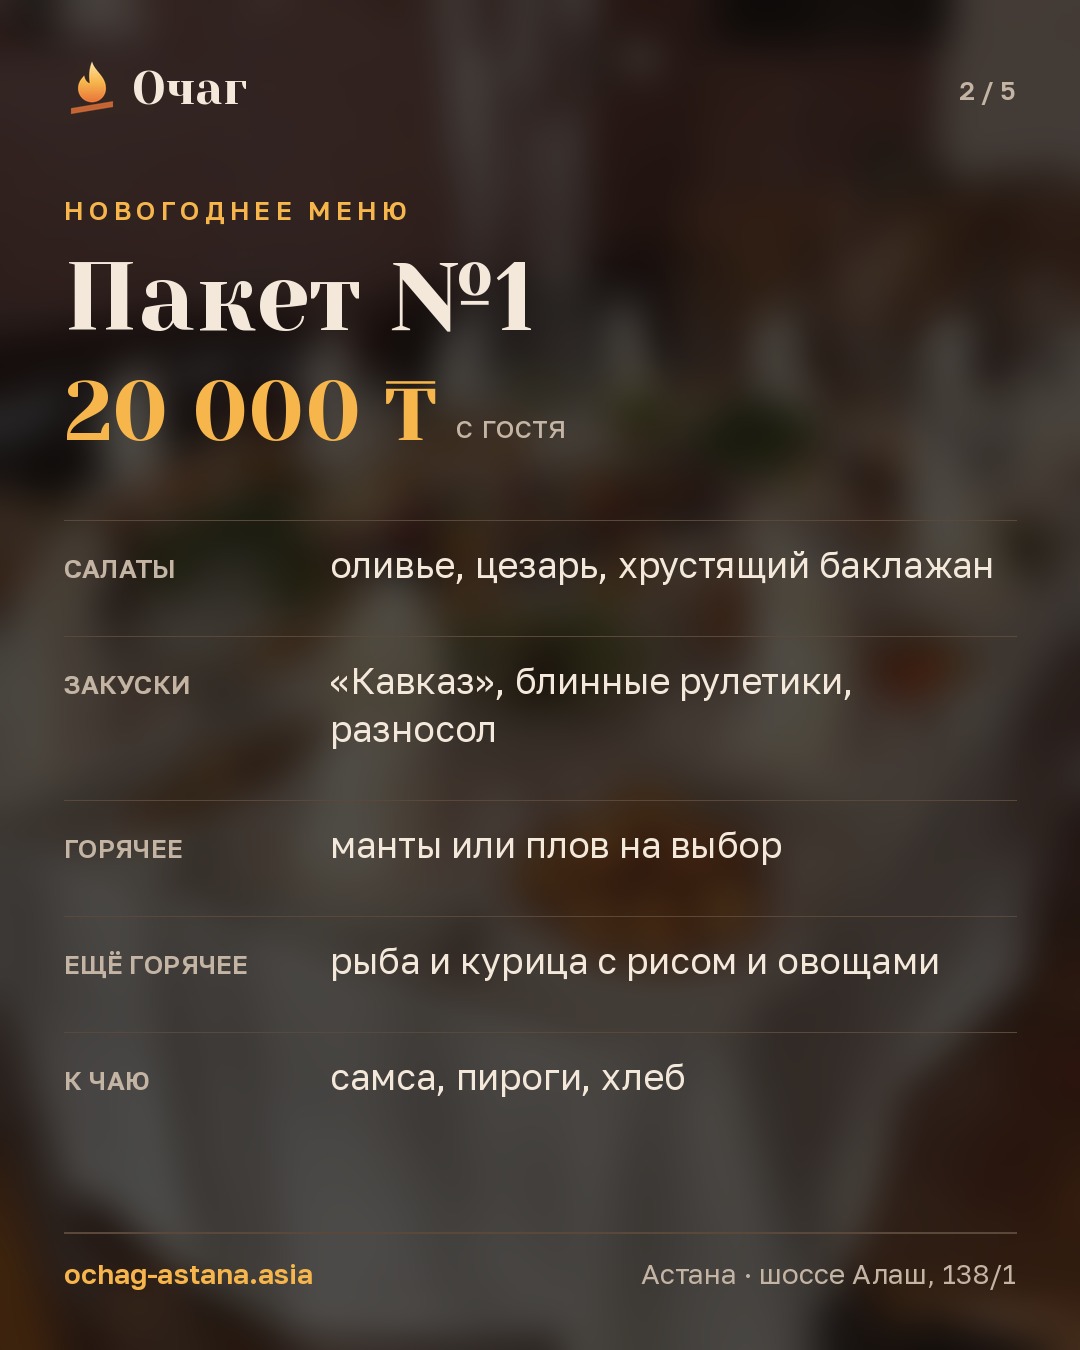 Очаг
2 / 5
НОВОГОДНЕЕ МЕНЮ
Пакет №1
20 000 ₸ с гостя
САЛАТЫ оливье, цезарь, хрустящий баклажан
ЗАКУСКИ «Кавказ», блинные рулетики,
разносол
ГОРЯЧЕЕ манты или плов на выбор
ЕЩЁ ГОРЯЧЕЕ рыба и курица с рисом и овощами
К ЧАЮ самса, пироги, хлеб
ochag-astana.asia
Астана · шоссе Алаш, 138/1